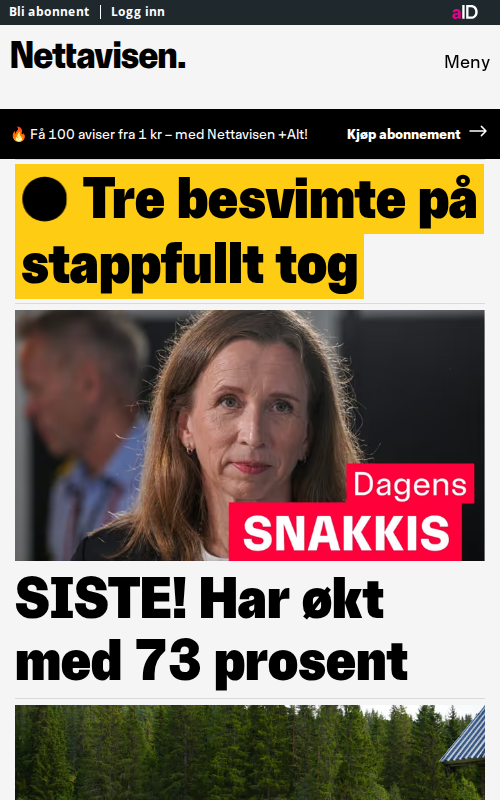 Bli abonnent | Logg inn
aID
Nettavisen.
Meny
🔥 Få 100 aviser fra 1 kr – med Nettavisen +Alt!
Kjøp abonnement →
Tre besvimte på
stappfullt tog
Dagens
SNAKKIS
SISTE! Har økt
med 73 prosent